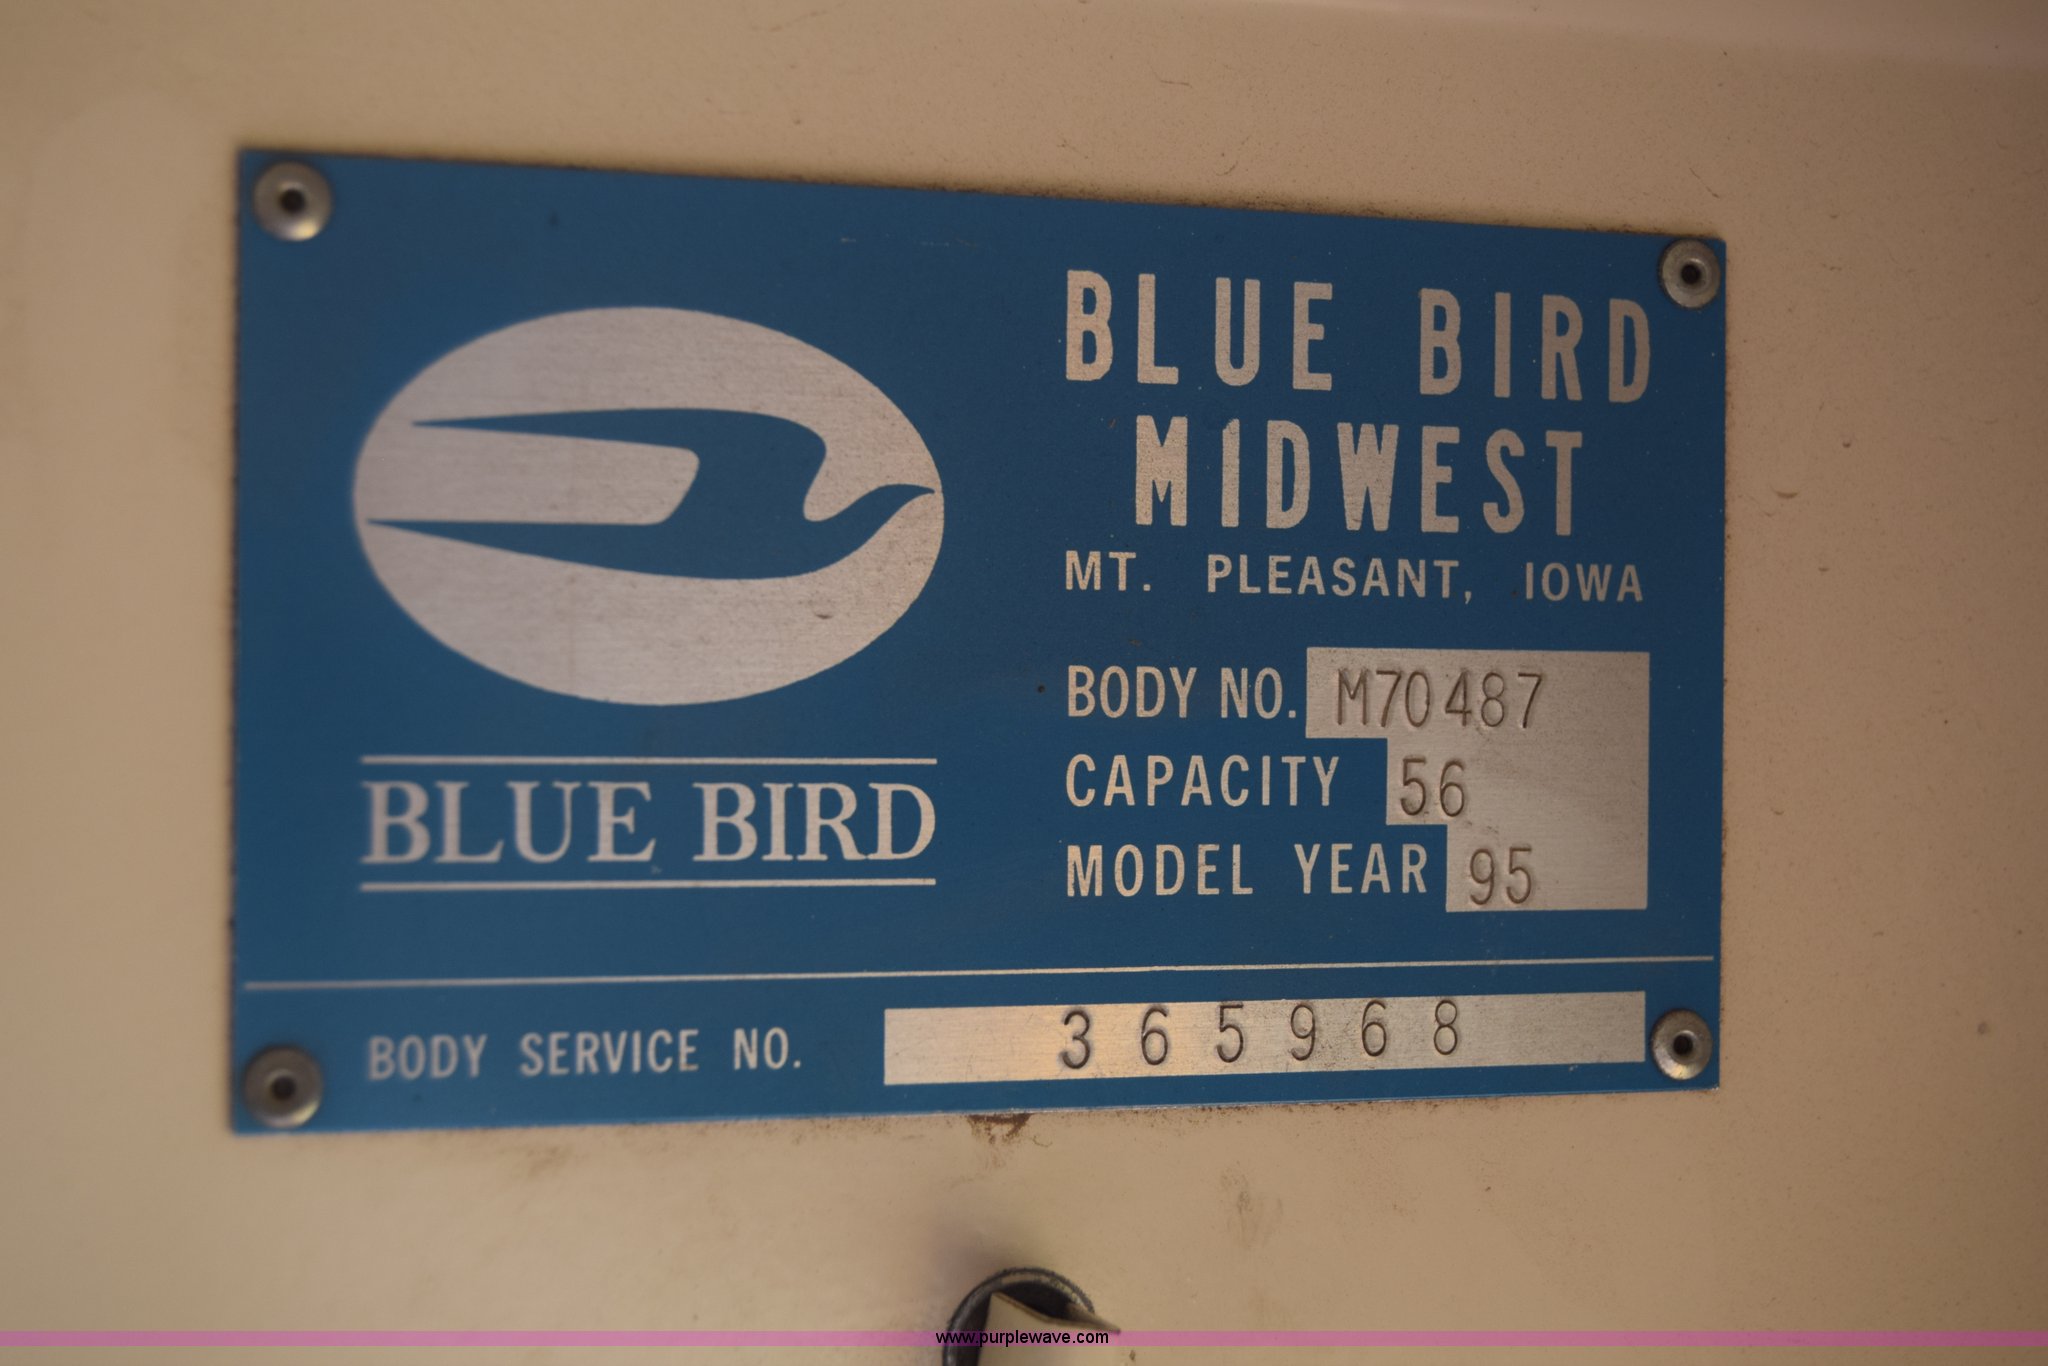 BLUE BIRD
BLUE BIRD
MIDWEST
MT. PLEASANT, IOWA
BODY NO. M70487
CAPACITY 56
MODEL YEAR 95
BODY SERVICE NO. 365968
www.purplewave.com